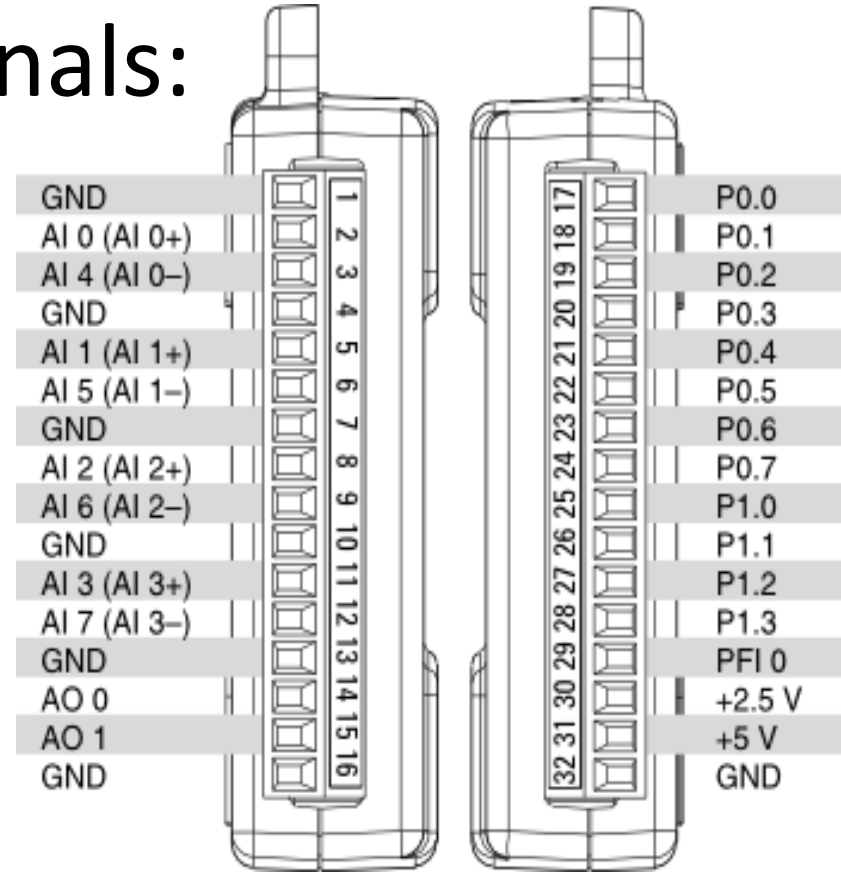 nals:
GND 1
AI 0 (AI 0+) 2
AI 4 (AI 0–) 3
GND 4
AI 1 (AI 1+) 5
AI 5 (AI 1–) 6
GND 7
AI 2 (AI 2+) 8
AI 6 (AI 2–) 9
GND 10
AI 3 (AI 3+) 11
AI 7 (AI 3–) 12
GND 13
AO 0 14
AO 1 15
GND 16
17 P0.0
18 P0.1
19 P0.2
20 P0.3
21 P0.4
22 P0.5
23 P0.6
24 P0.7
25 P1.0
26 P1.1
27 P1.2
28 P1.3
29 PFI 0
30 +2.5 V
31 +5 V
32 GND